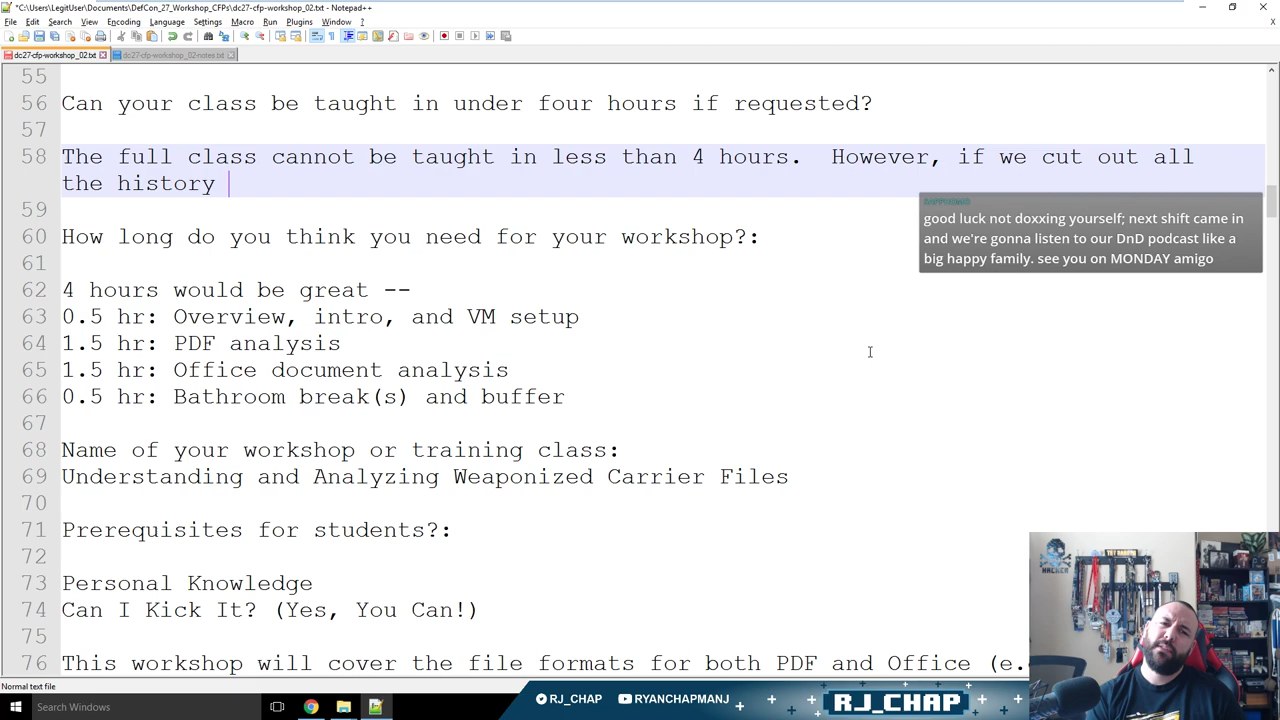 *C:\Users\LegitUser\Documents\DefCon_27_Workshop_CFPs\dc27-cfp-workshop_02.txt - Notepad++
File Edit Search View Encoding Language Settings Macro Run Plugins Window ?
X
dc27-cfp-workshop_02.txt dc27-cfp-workshop_02notes.txt
55
56 Can your class be taught in under four hours if requested?
57
58 The full class cannot be taught in less than 4 hours. However, if we cut out all
the history
59
good luck not doxxing yourself; next shift came in
and we're gonna listen to our DnD podcast like a
big happy family. see you on MONDAY amigo
60 How long do you think you need for your workshop?:
61
62 4 hours would be great --
63 0.5 hr: Overview, intro, and VM setup
64 1.5 hr: PDF analysis
65 1.5 hr: Office document analysis
66 0.5 hr: Bathroom break(s) and buffer
67
68 Name of your workshop or training class:
69 Understanding and Analyzing Weaponized Carrier Files
70
71 Prerequisites for students?:
72
73 Personal Knowledge
74 Can I Kick It? (Yes, You Can!)
75
76 This workshop will cover the file formats for both PDF and Office (e.
HACKER
Normal text file
Search Windows
RJ_CHAP RYANCHAPMANJ RJ_CHAP